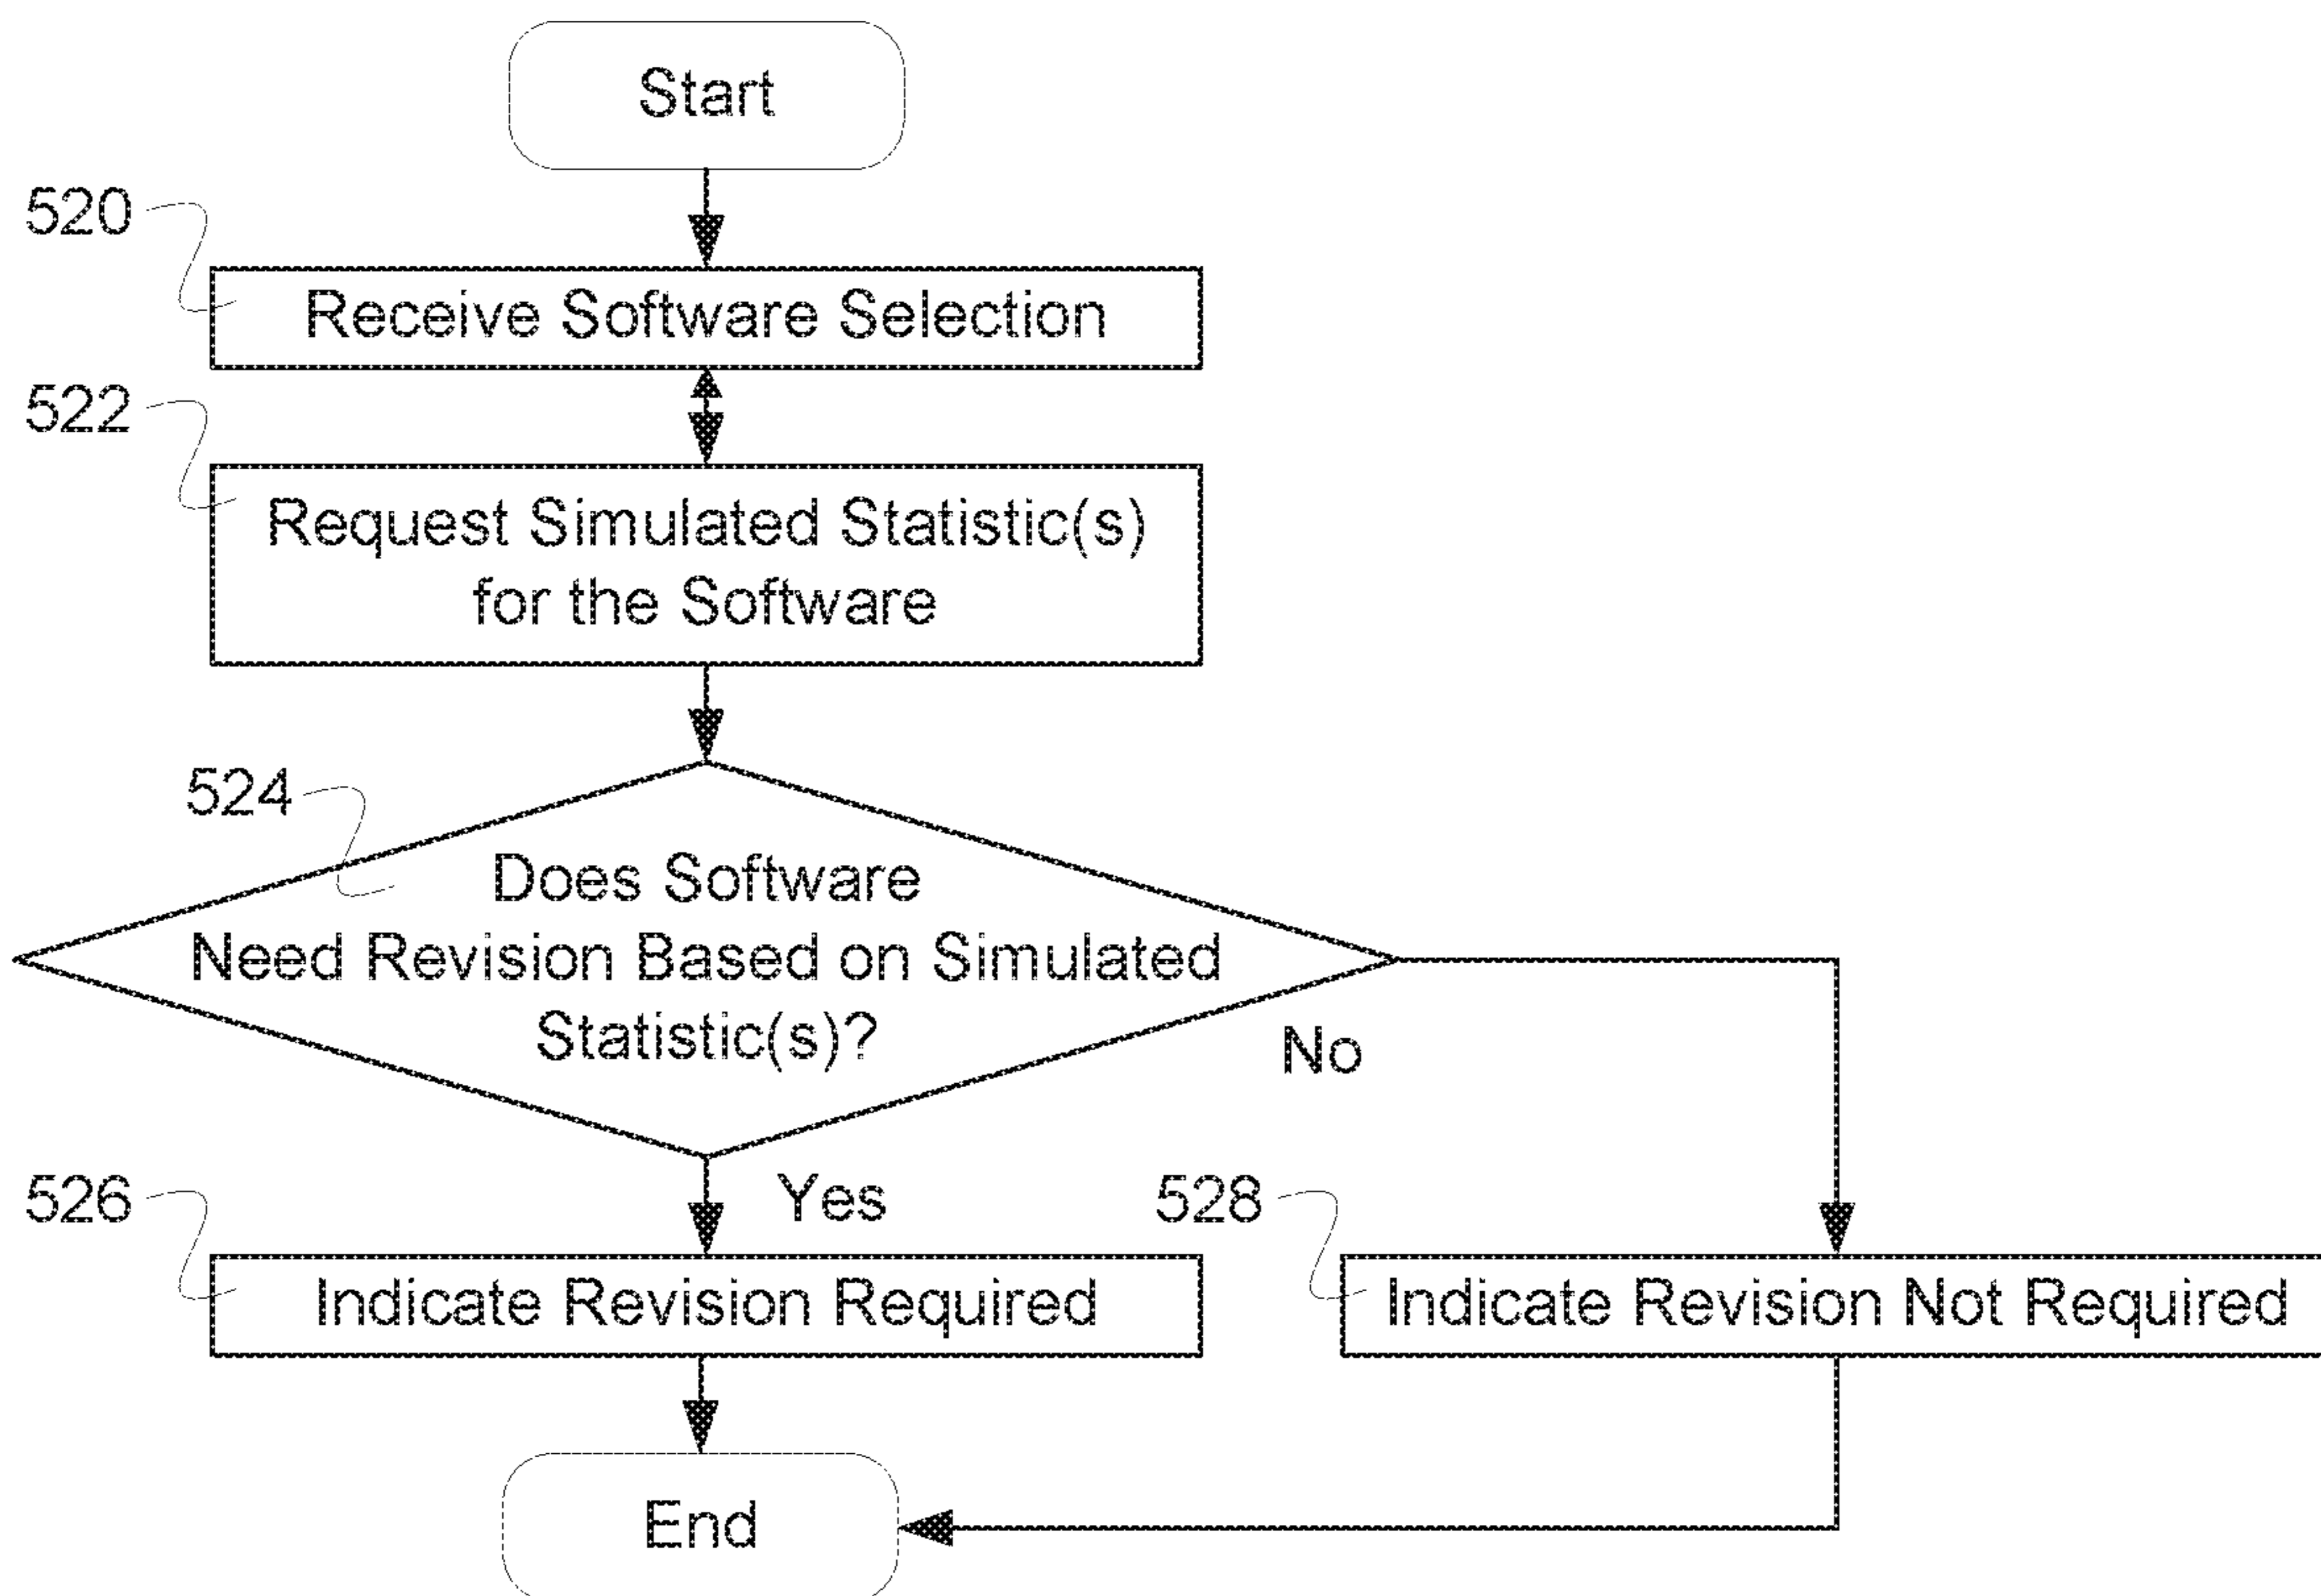 Start
520
Receive Software Selection
522
Request Simulated Statistic(s)
for the Software
524
Does Software
Need Revision Based on Simulated
Statistic(s)?
No
Yes
526
Indicate Revision Required
528
Indicate Revision Not Required
End